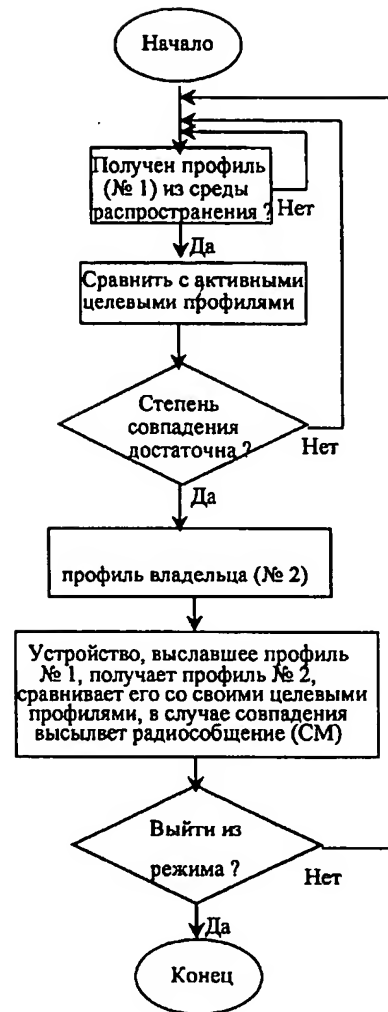 Начало
Получен профиль
(№ 1) из среды
распространения ?
Нет
Да
Сравнить с активными
целевыми профилями
Степень
совпадения
достаточна ?
Нет
Да
профиль владельца (№ 2)
Устройство, выславшее профиль
№ 1, получает профиль № 2,
сравнивает его со своими целевыми
профилями, в случае совпадения
высылвет радиосообщение (СМ)
Выйти из
режима ?
Нет
Да
Конец